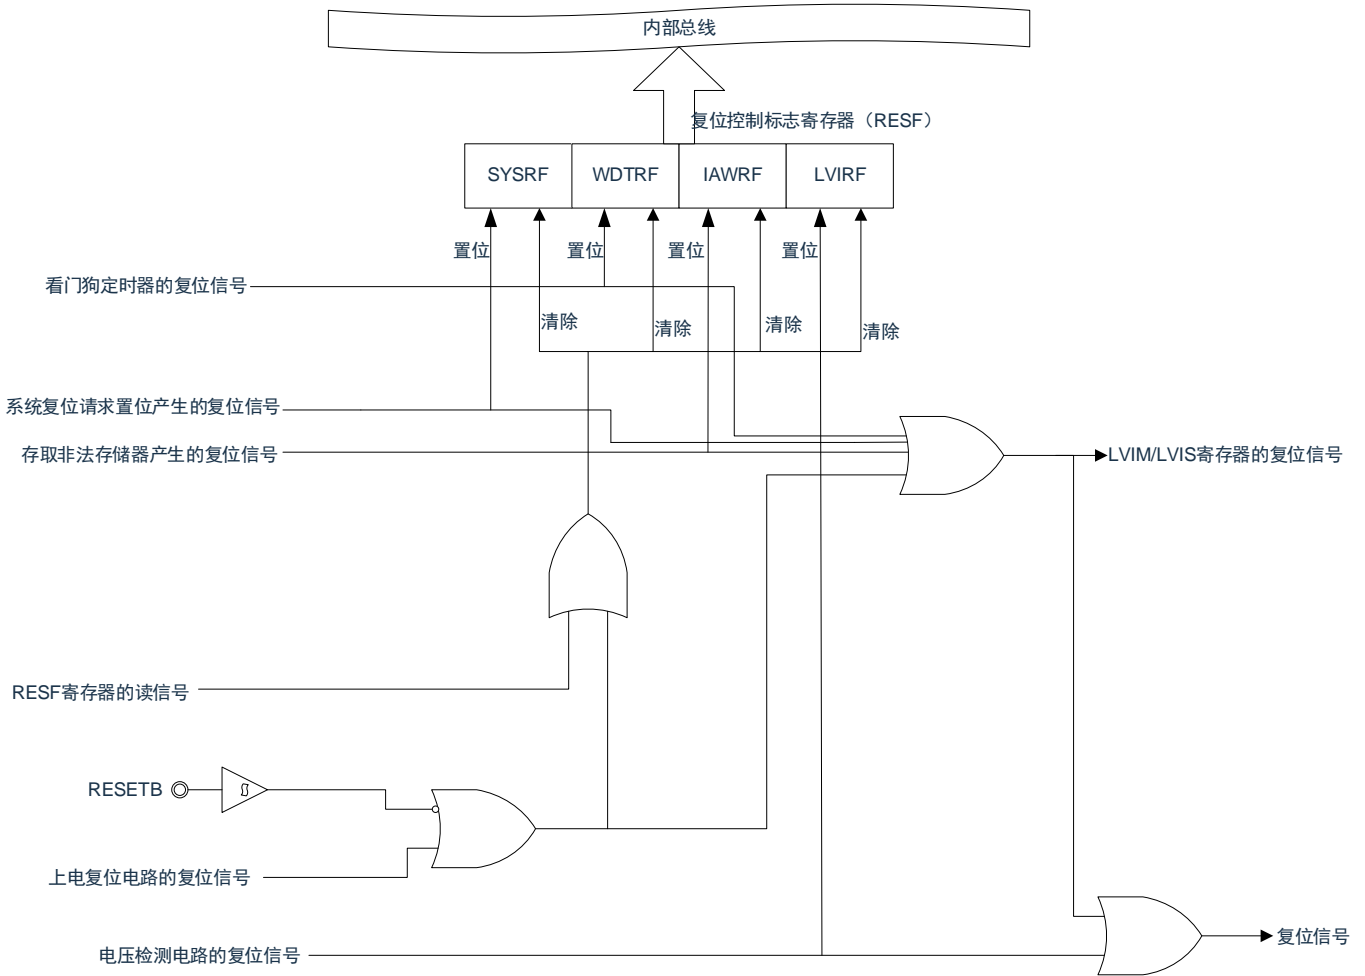 内部总线
复位控制标志寄存器（RESF）
SYSRF WDTRF IAWRF LVIRF
置位 置位 置位 置位
看门狗定时器的复位信号
清除 清除 清除 清除
系统复位请求置位产生的复位信号
存取非法存储器产生的复位信号
LVIM/LVIS寄存器的复位信号
RESF寄存器的读信号
RESETB
上电复位电路的复位信号
复位信号
电压检测电路的复位信号